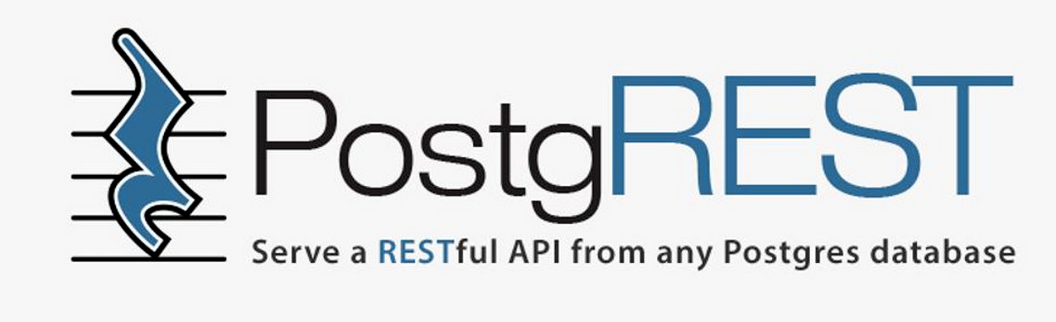 PostgREST
Serve a RESTful API from any Postgres database